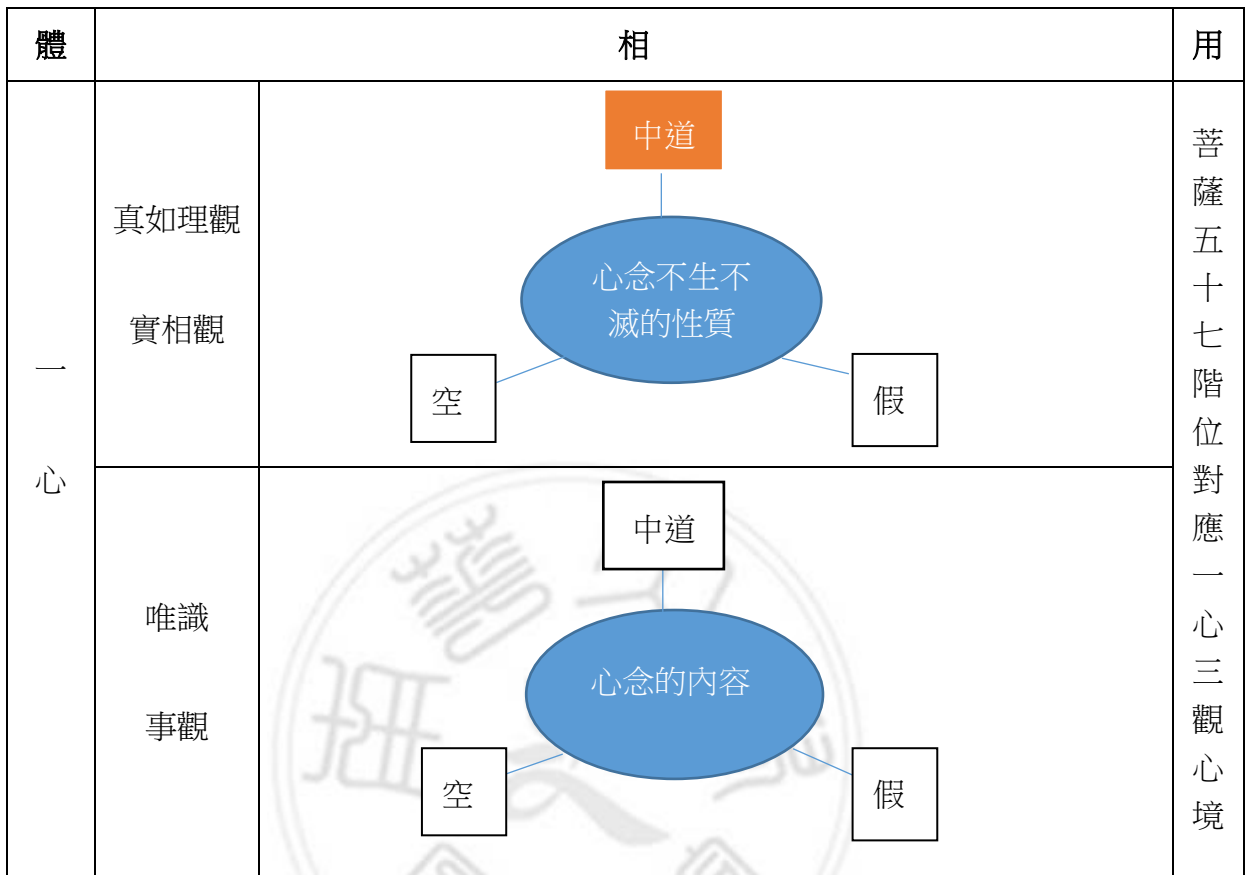 體
相
用
一心
真如理觀
實相觀
中道
心念不生不
滅的性質
空
假
唯識
事觀
中道
心念的內容
空
假
菩薩五十七階位對應一心三觀心境